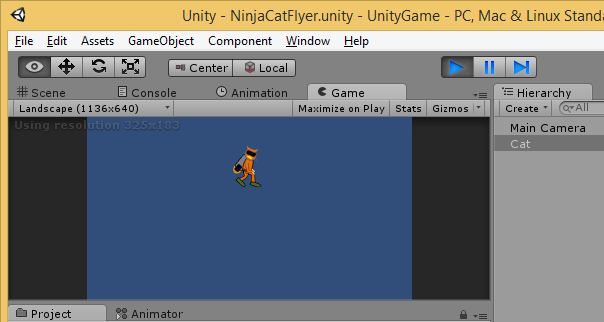 Unity - NinjaCatFlyer.unity - UnityGame - PC, Mac & Linux Standa
File Edit Assets GameObject Component Window Help
Center Local
Scene Console Animation Game Hierarchy
Landscape (1136x640) Maximize on Play Stats Gizmos Create All
Using resolution 325x183
Main Camera
Cat
Project Animator